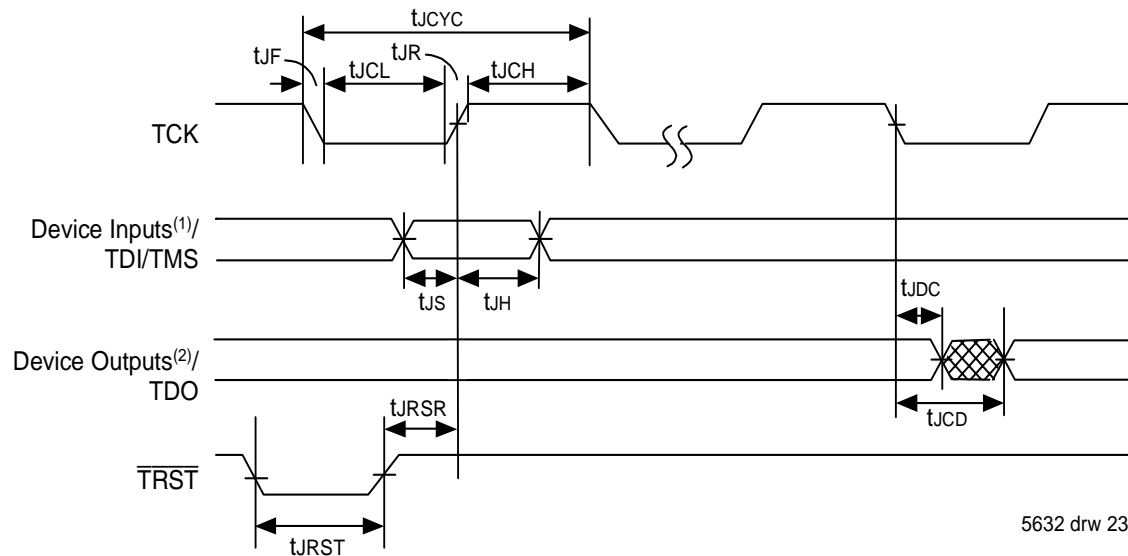 tJCYC
tJF
tJCL
tJR
tJCH
TCK
Device Inputs(1)/
TDI/TMS
tJS
tJH
tJDC
Device Outputs(2)/
TDO
tJRSR
tJCD
TRST
tJRST
5632 drw 23